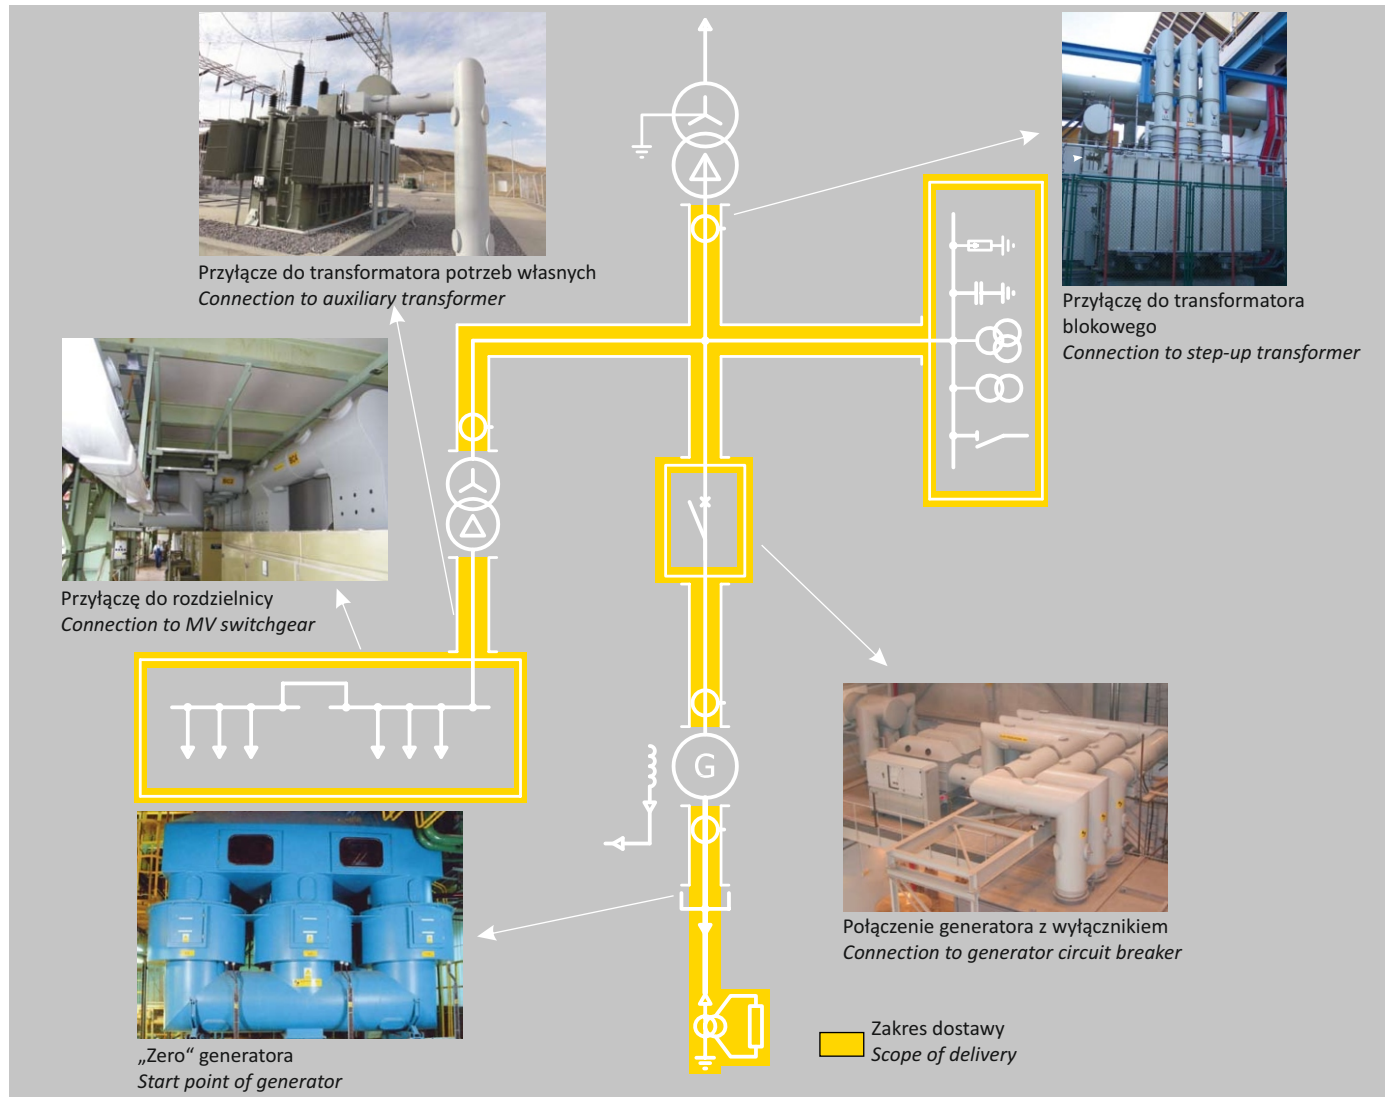 Przyłącze do transformatora potrzeb własnych
Connection to auxiliary transformer
Przyłączę do transformatora
blokowego
Connection to step-up transformer
Przyłączę do rozdzielnicy
Connection to MV switchgear
G
Połączenie generatora z wyłącznikiem
Connection to generator circuit breaker
„Zero“ generatora
Start point of generator
Zakres dostawy
Scope of delivery